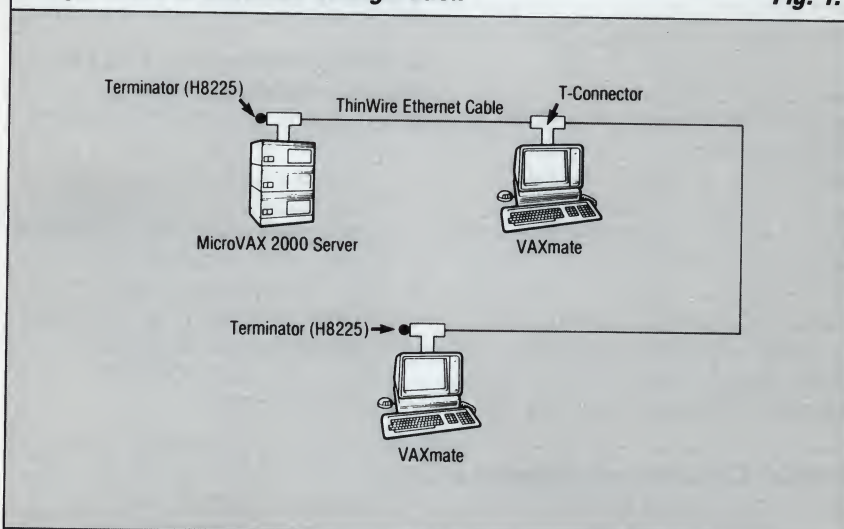 Fig. 1.
Terminator (H8225)
ThinWire Ethernet Cable
T-Connector
MicroVAX 2000 Server
VAXmate
Terminator (H8225)
VAXmate